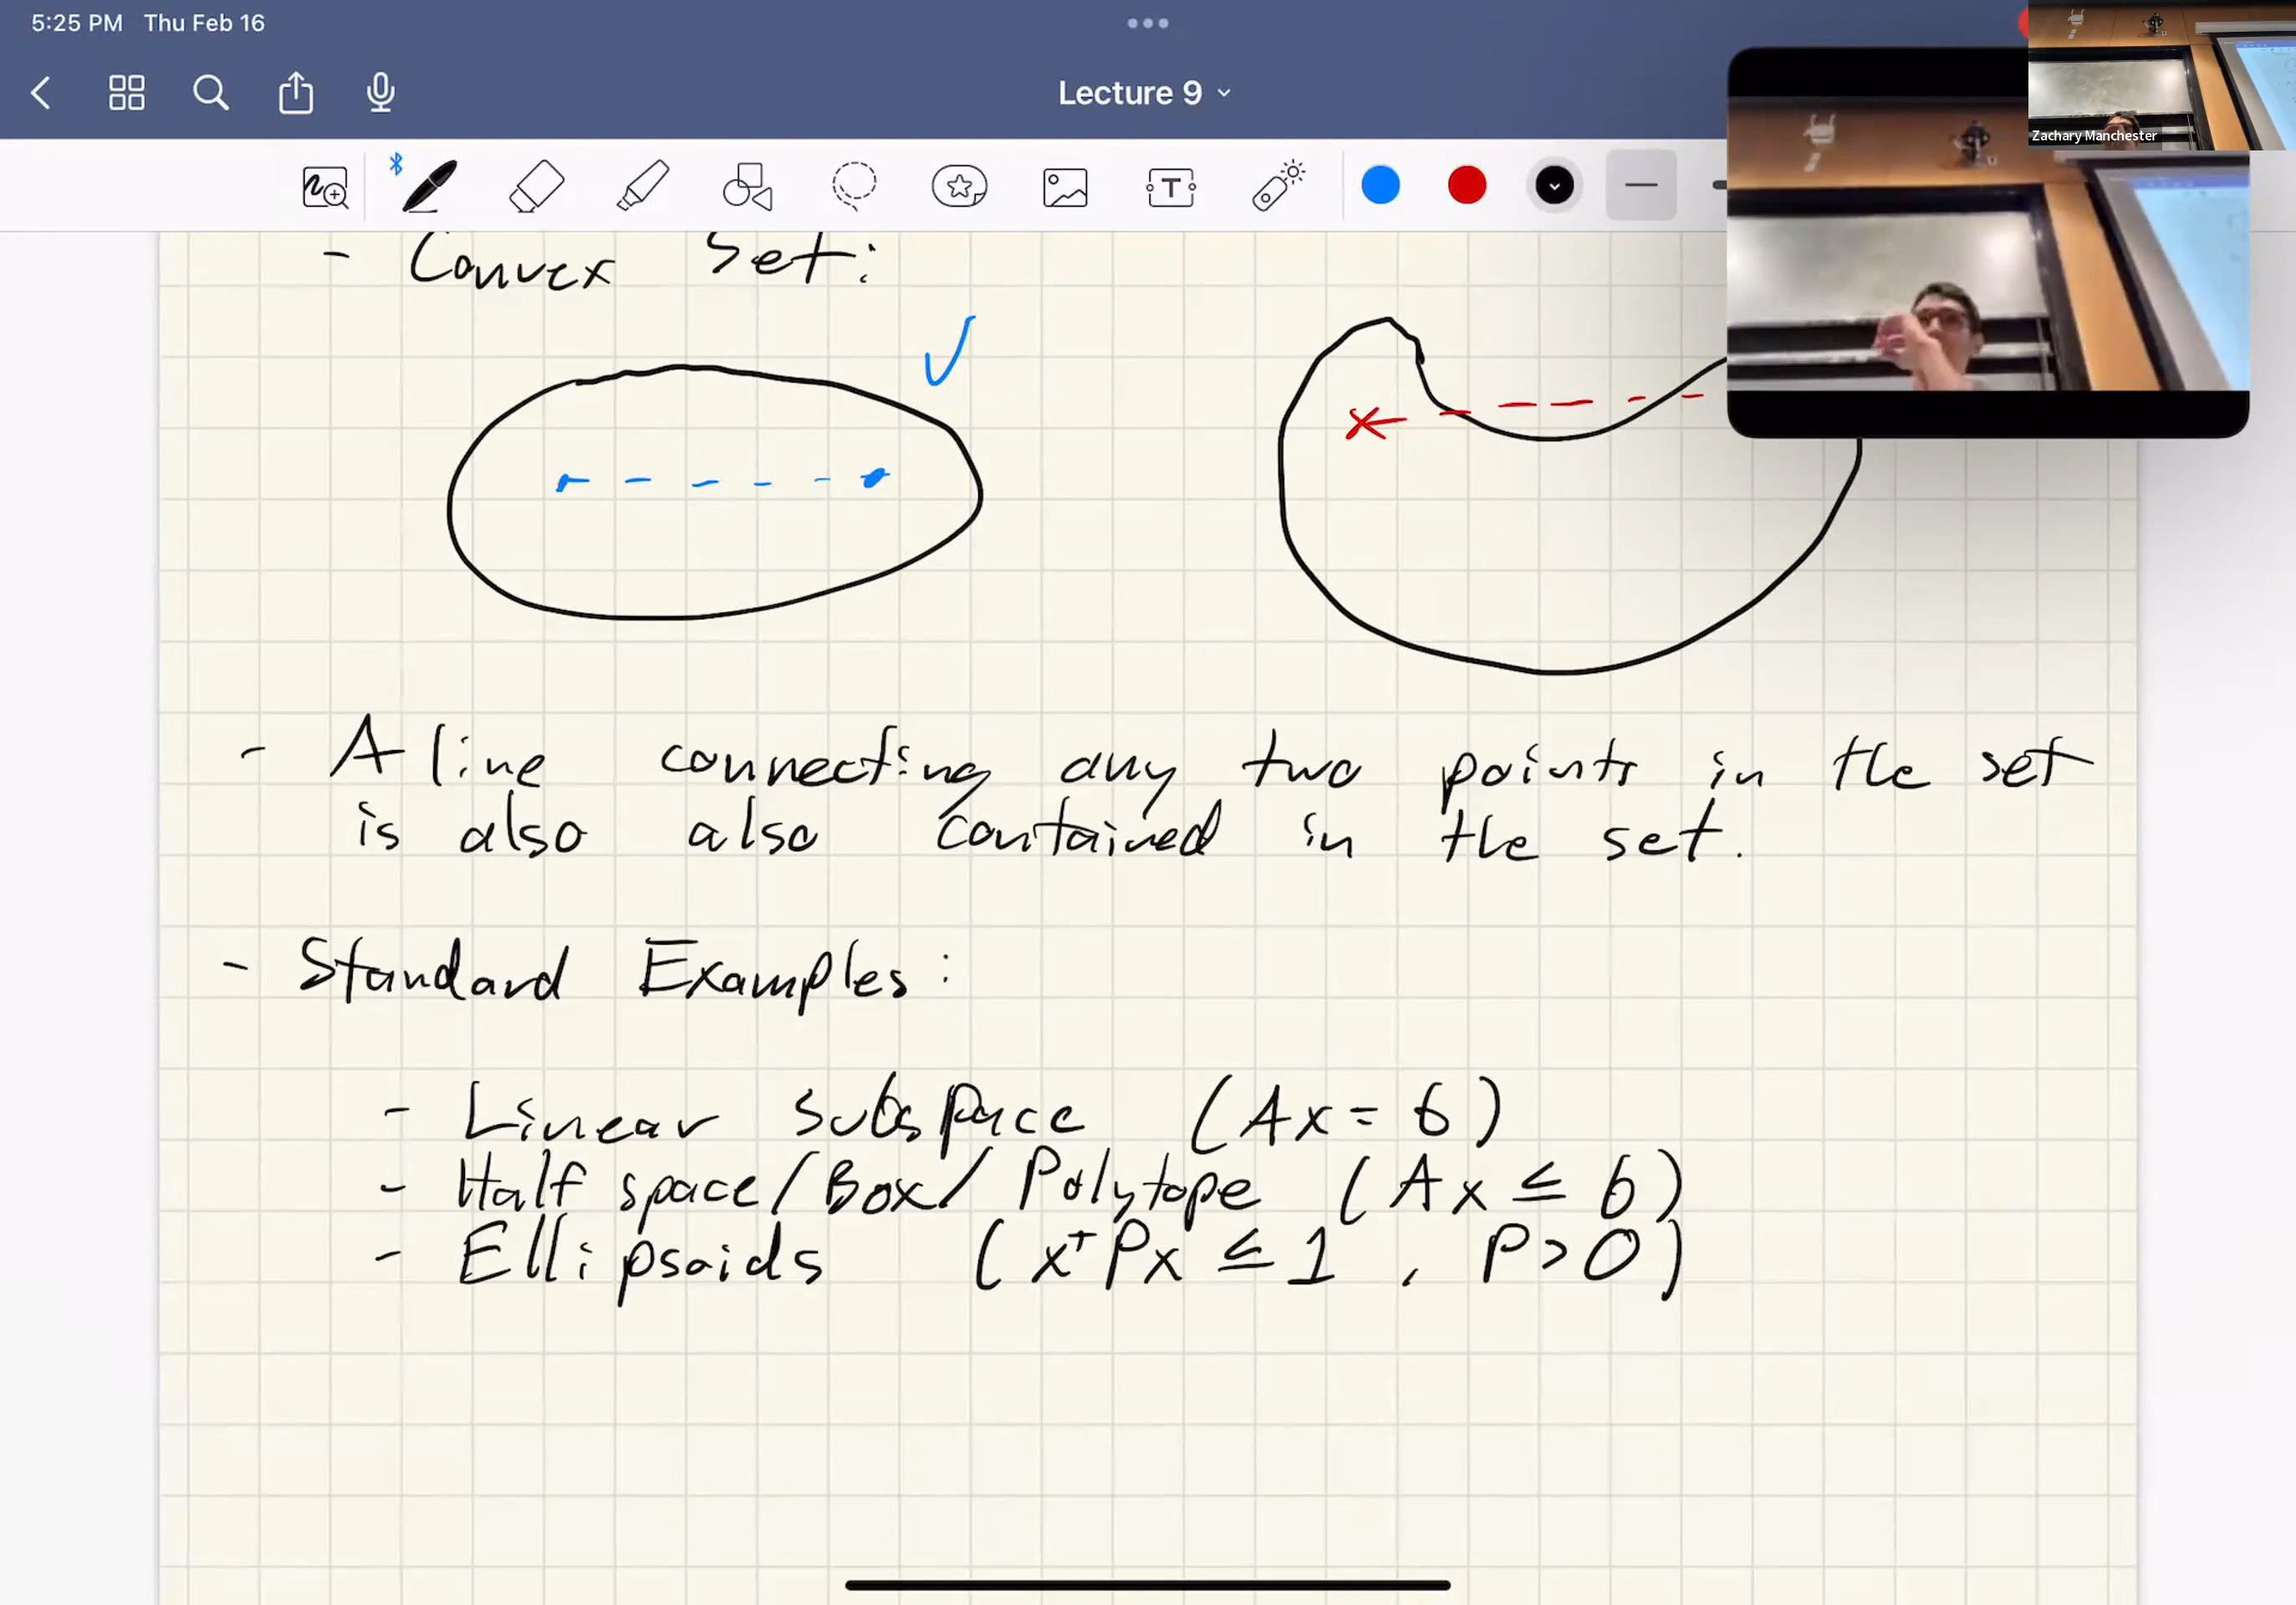 5:25 PM Thu Feb 16
Lecture 9
Zachary Manchester
- Convex Set:
- A line connecting any two points in the set
is also also contained in the set.
- Standard Examples:
- Linear subspace (Ax = b)
- Half space/Box/Polytope (Ax ≤ b)
- Ellipsoids (xᵀPx ≤ 1, P>0)